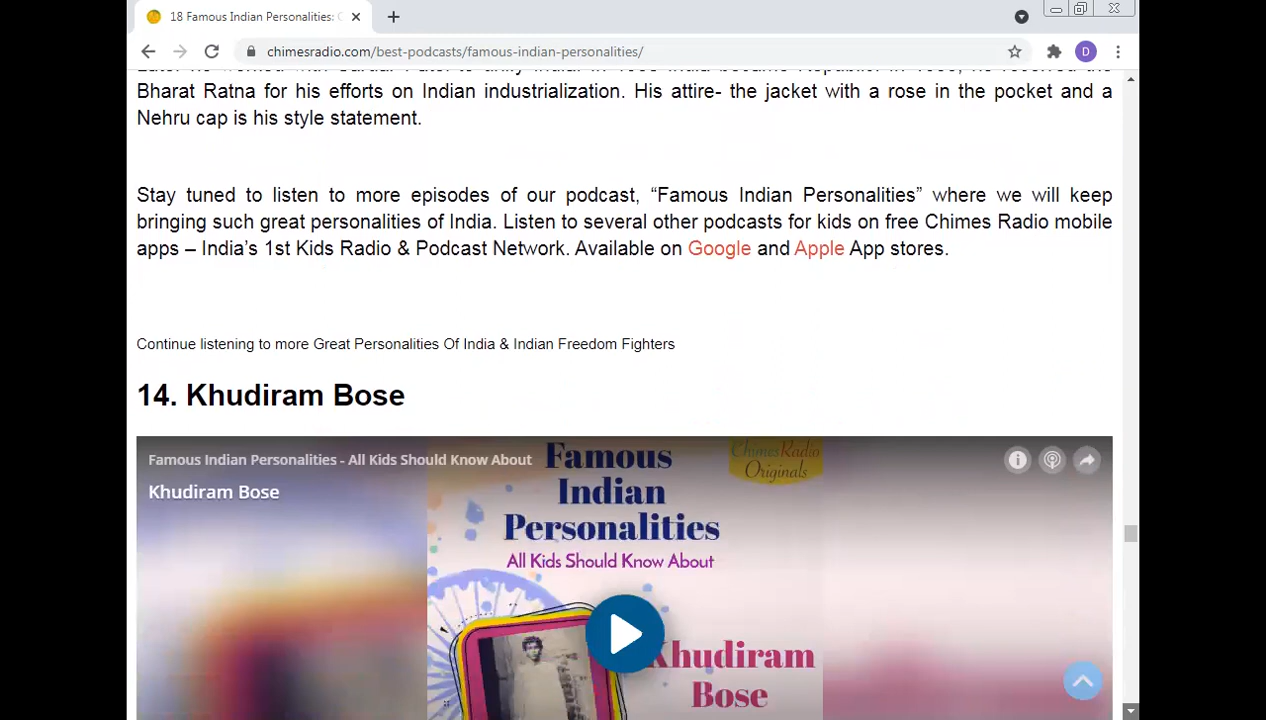 18 Famous Indian Personalities:
D
chimesradio.com/best-podcasts/famous-indian-personalities/
Bharat Ratna for his efforts on Indian industrialization. His attire- the jacket with a rose in the pocket and a
Nehru cap is his style statement.
Stay tuned to listen to more episodes of our podcast, “Famous Indian Personalities” where we will keep
bringing such great personalities of India. Listen to several other podcasts for kids on free Chimes Radio mobile
apps – India’s 1st Kids Radio & Podcast Network. Available on Google and Apple App stores.
Continue listening to more Great Personalities Of India & Indian Freedom Fighters
14. Khudiram Bose
Famous Indian Personalities - All Kids Should Know About
Khudiram Bose
ChimesRadio
Originals
Famous
Indian
Personalities
All Kids Should Know About
Khudiram
Bose